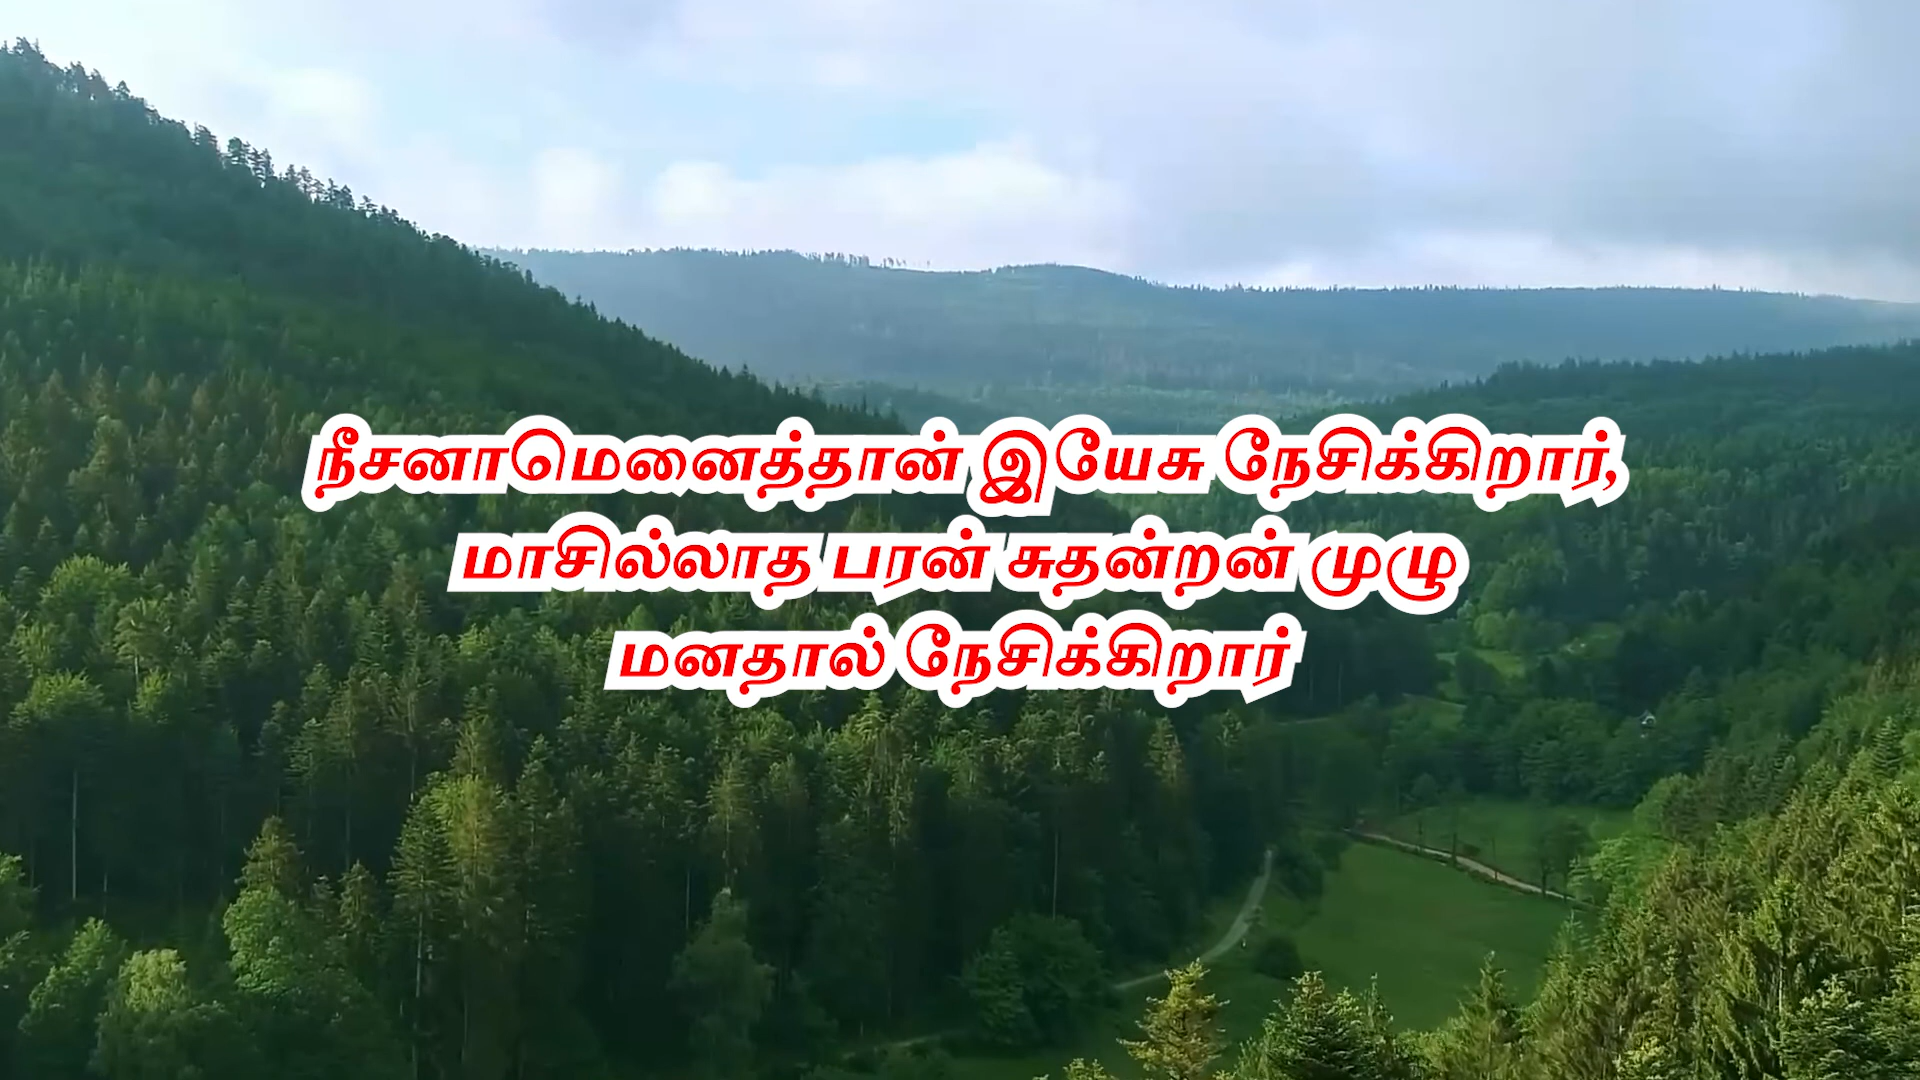 நீசனாமெனைத்தான் இயேசு நேசிக்கிறார்,
மாசில்லாத பரன் சுதன்றன் முழு
மனதால் நேசிக்கிறார்